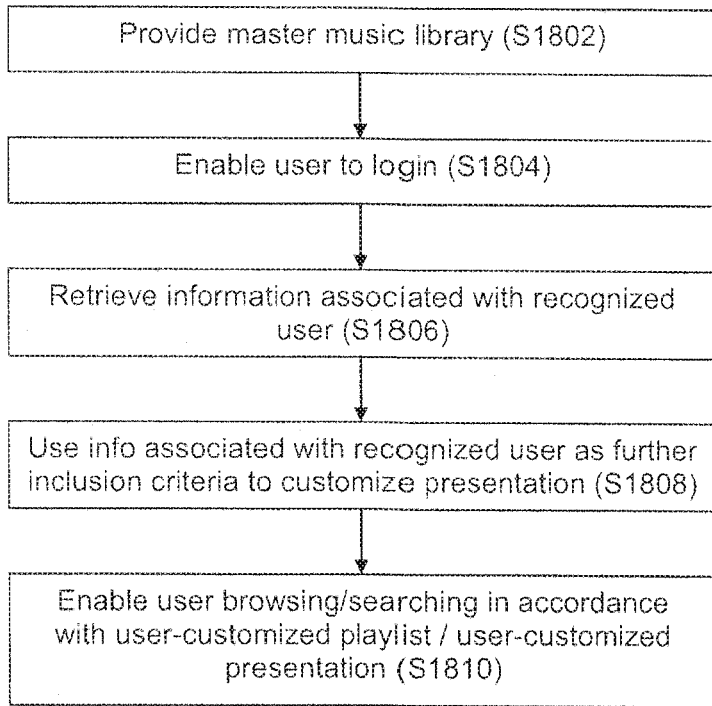 Provide master music library (S1802)
Enable user to login (S1804)
Retrieve information associated with recognized
user (S1806)
Use info associated with recognized user as further
inclusion criteria to customize presentation (S1808)
Enable user browsing/searching in accordance
with user-customized playlist / user-customized
presentation (S1810)